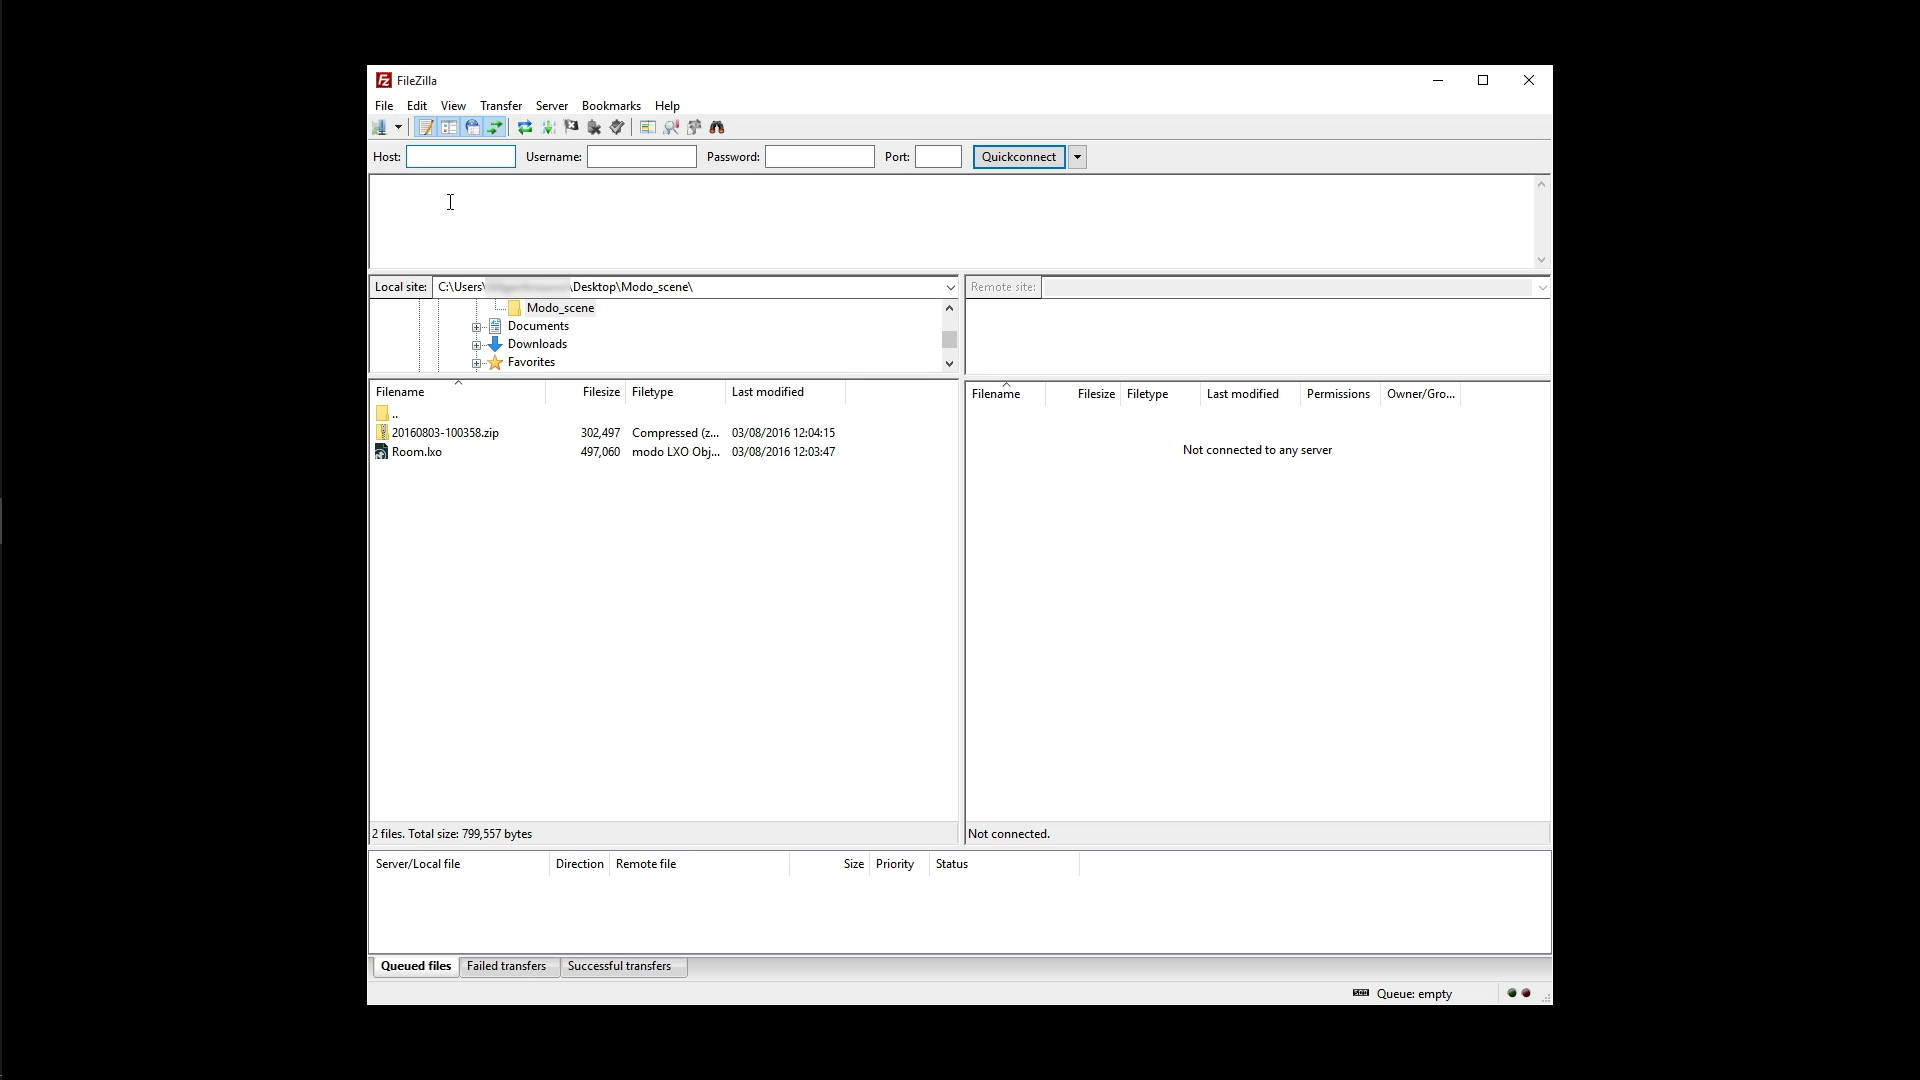 FileZilla
File Edit View Transfer Server Bookmarks Help
Host: Username: Password: Port: Quickconnect
Local site: C:\Users\ \Desktop\Modo_scene\
Remote site:
Modo_scene
Documents
Downloads
Favorites
Filename Filesize Filetype Last modified
..
20160803-100358.zip 302,497 Compressed (z... 03/08/2016 12:04:15
Room.lxo 497,060 modo LXO Obj... 03/08/2016 12:03:47
2 files. Total size: 799,557 bytes
Filename Filesize Filetype Last modified Permissions Owner/Gro...
Not connected to any server
Not connected.
Server/Local file Direction Remote file Size Priority Status
Queued files Failed transfers Successful transfers
Queue: empty